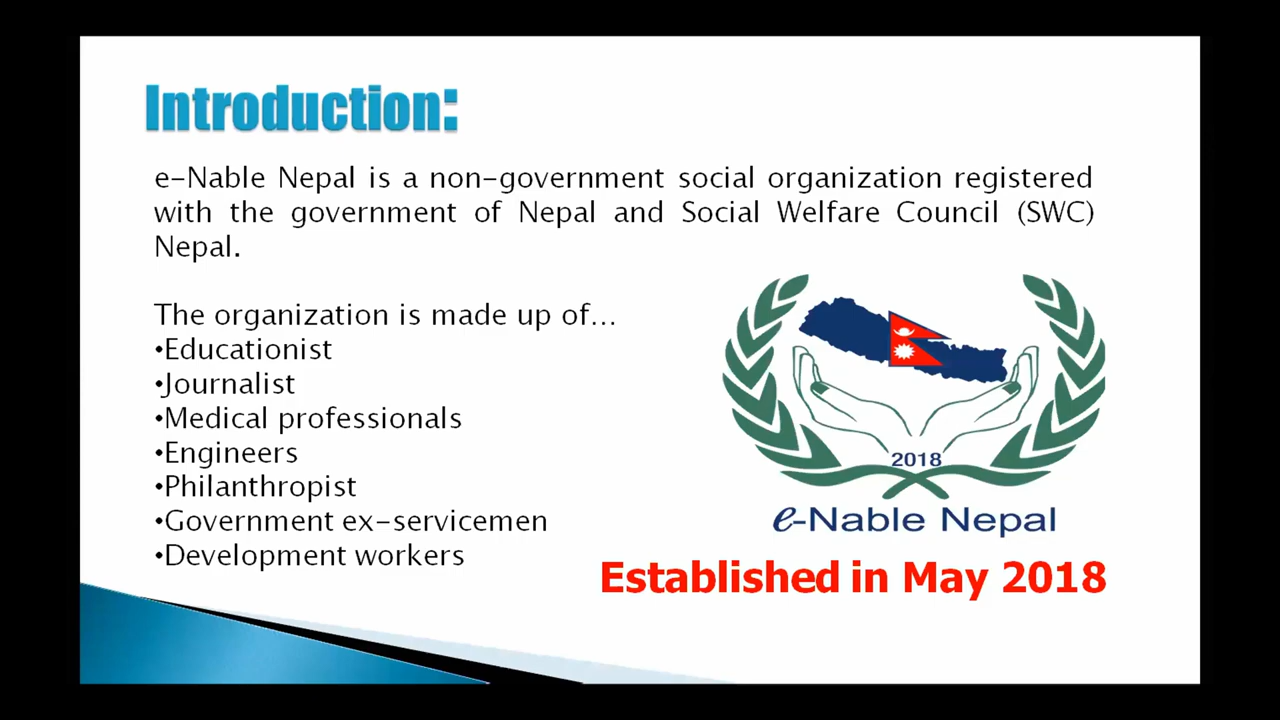 Introduction:
e-Nable Nepal is a non-government social organization registered
with the government of Nepal and Social Welfare Council (SWC)
Nepal.
The organization is made up of...
•Educationist
•Journalist
•Medical professionals
•Engineers
•Philanthropist
•Government ex-servicemen
•Development workers
2018
e-Nable Nepal
Established in May 2018